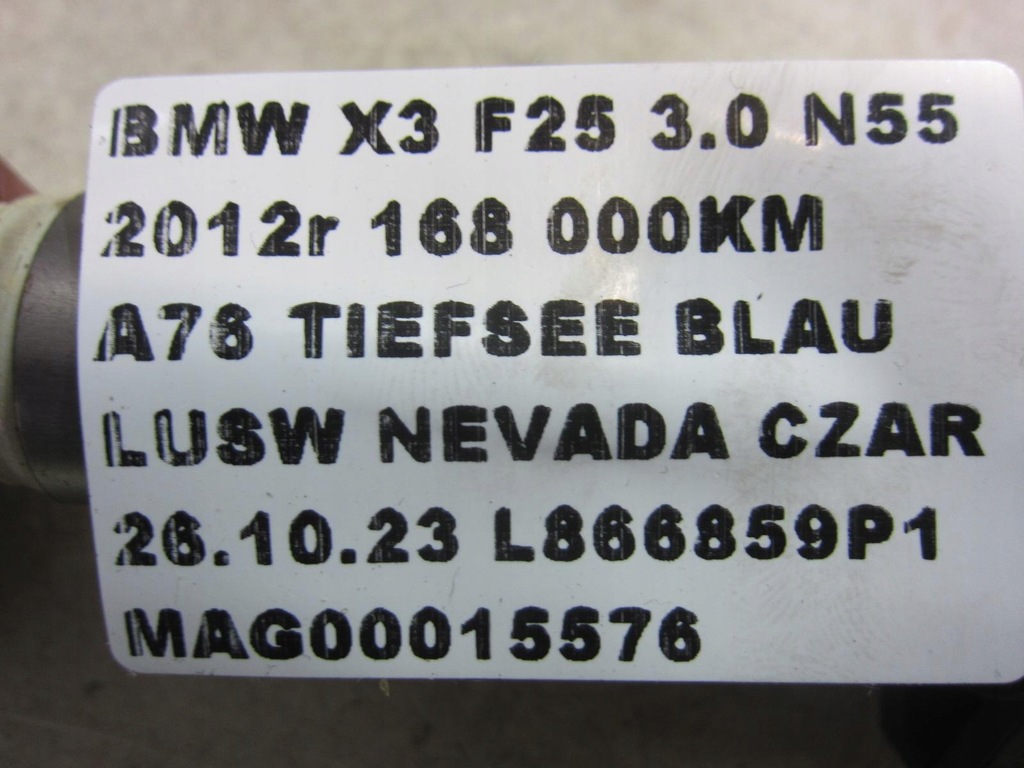 BMW X3 F25 3.0 N55
2012r 168 000KM
A76 TIEFSEE BLAU
LUSW NEVADA CZAR
26.10.23 L866859P1
MAG00015576